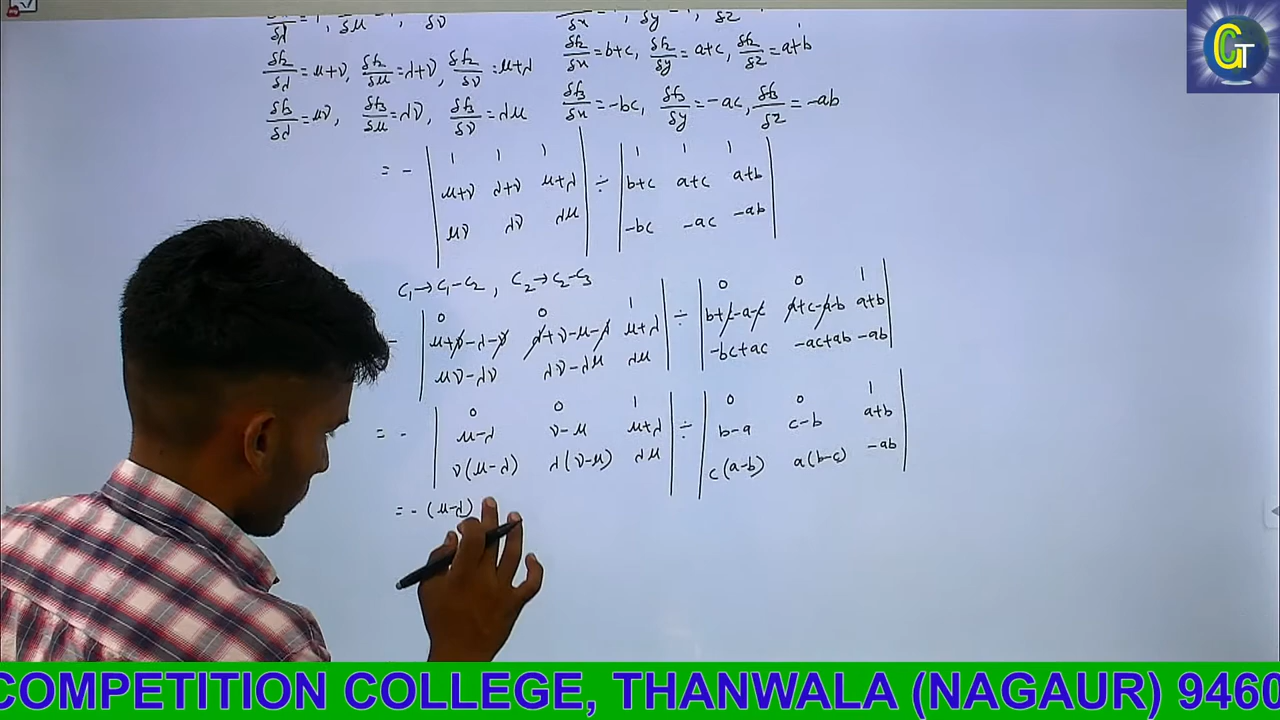 δf₂/δλ = μ+ν, δf₂/δμ = λ+ν, δf₂/δν = μ+λ   δf₂/δx = b+c, δf₂/δy = a+c, δf₂/δz = a+b
δf₃/δλ = μν, δf₃/δμ = λν, δf₃/δν = λμ   δf₃/δx = -bc, δf₃/δy = -ac, δf₃/δz = -ab
= - | 1 1 1 | ÷ | 1 1 1 |
| μ+ν λ+ν μ+λ | | b+c a+c a+b |
| μν λν λμ | | -bc -ac -ab |
C₁→C₁-C₂, C₂→C₂-C₃
- | 0 0 1 | ÷ | 0 0 1 |
| μ+ν-λ-ν λ+ν-μ-λ μ+λ | | b+c-a-c a+c-a-b a+b |
| μν-λν λν-λμ λμ | | -bc+ac -ac+ab -ab |
= - | 0 0 1 | ÷ | 0 0 1 |
| μ-λ ν-μ μ+λ | | b-a c-b a+b |
| ν(μ-λ) λ(ν-μ) λμ | | c(a-b) a(b-c) -ab |
= -(μ-λ)
GT
COMPETITION COLLEGE, THANWALA (NAGAUR) 9460